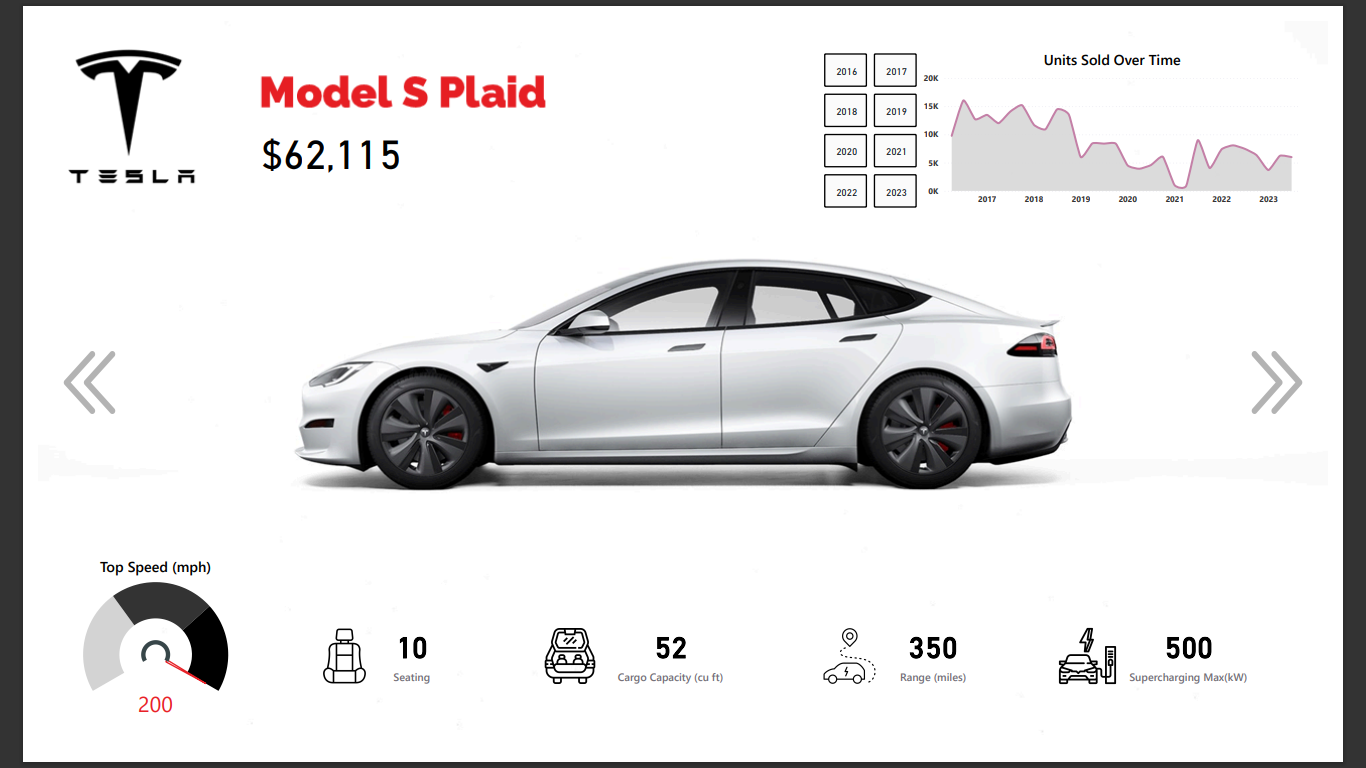 TESLA
Model S Plaid
$62,115
2016
2017
2018
2019
2020
2021
2022
2023
Units Sold Over Time
20K
15K
10K
5K
0K
2017
2018
2019
2020
2021
2022
2023
Top Speed (mph)
200
10
Seating
52
Cargo Capacity (cu ft)
350
Range (miles)
500
Supercharging Max(kW)